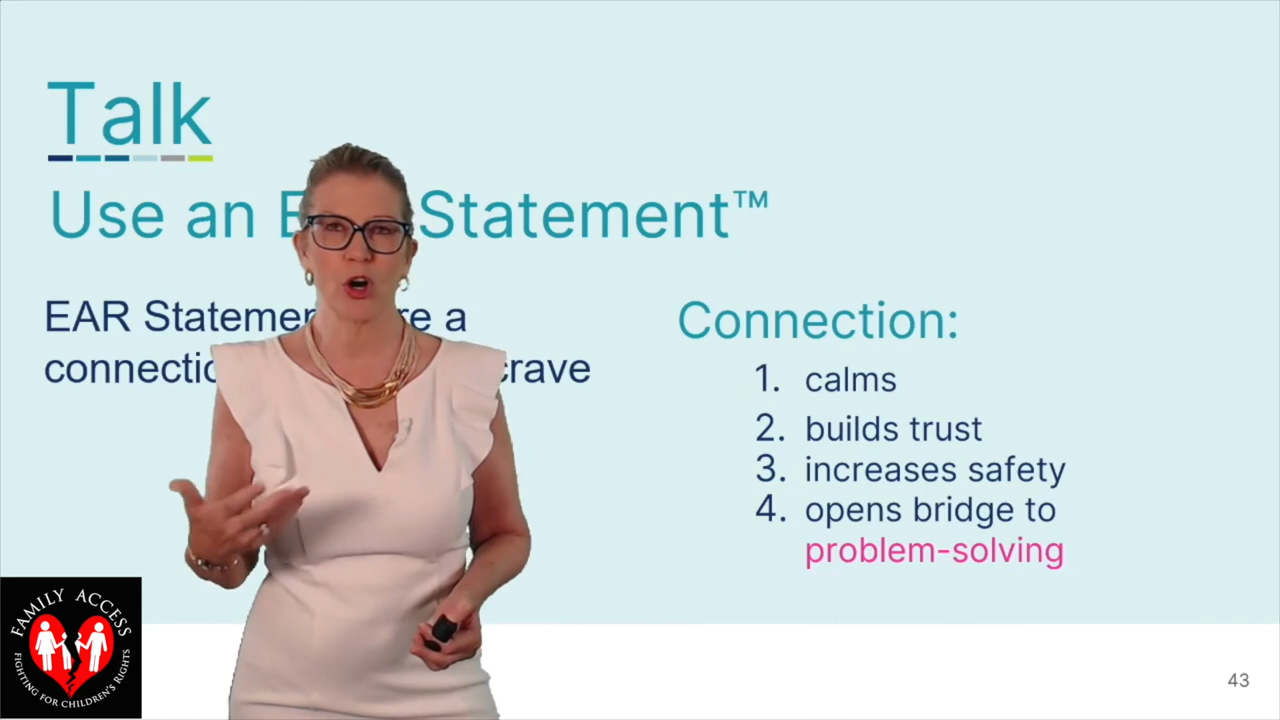 Talk
Use an E Statement™
EAR Statemen re a
connectio crave
Connection:
1. calms
2. builds trust
3. increases safety
4. opens bridge to
problem-solving
FAMILY ACCESS
FIGHTING FOR CHILDREN'S RIGHTS
43